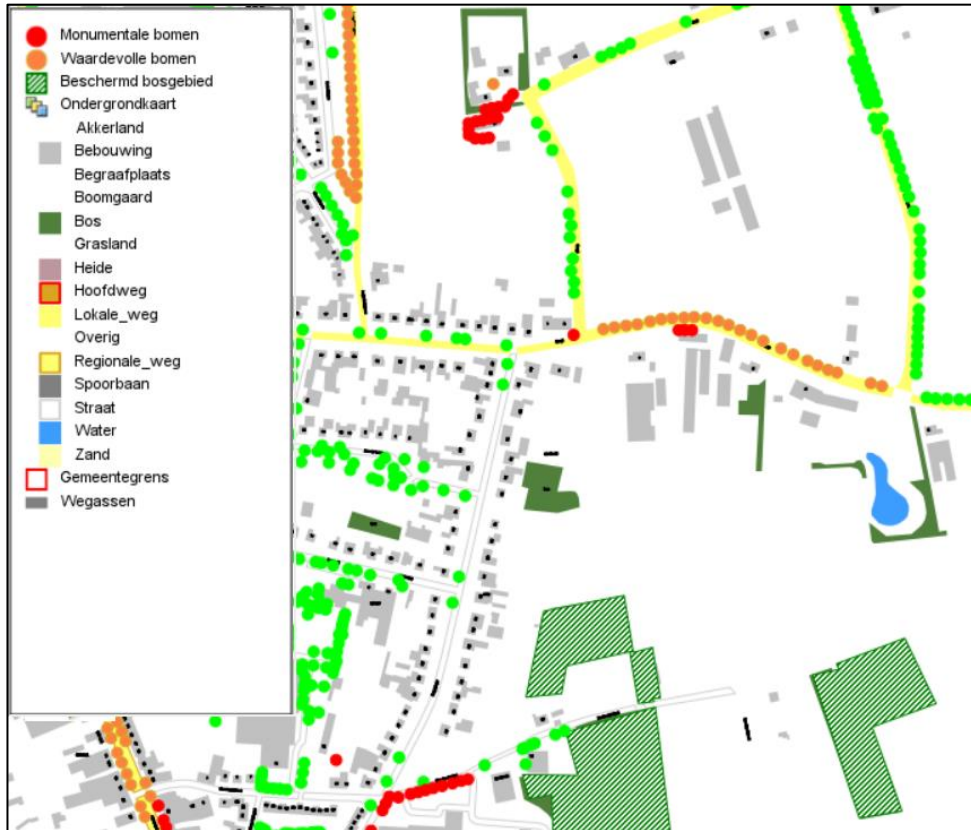 Monumentale bomen
Waardevolle bomen
Beschermd bosgebied
Ondergrondkaart
Akkerland
Bebouwing
Begraafplaats
Boomgaard
Bos
Grasland
Heide
Hoofdweg
Lokale_weg
Overig
Regionale_weg
Spoorbaan
Straat
Water
Zand
Gemeentegrens
Wegassen